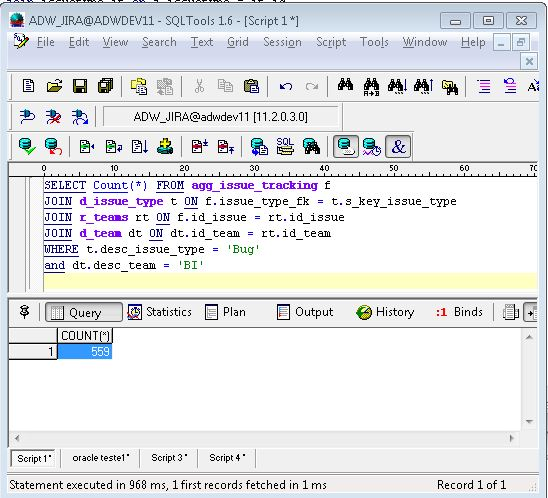 ADW_JIRA@ADWDEV11 - SQLTools 1.6 - [Script 1 *]
File Edit View Search Text Grid Session Script Tools Window Help
ADW_JIRA@adwdev11 [11.2.0.3.0]
SQL
&
0 10 20 30 40 50 60 70
SELECT Count(*) FROM agg_issue_tracking f
JOIN d_issue_type t ON f.issue_type_fk = t.s_key_issue_type
JOIN r_teams rt ON f.id_issue = rt.id_issue
JOIN d_team dt ON dt.id_team = rt.id_team
WHERE t.desc_issue_type = 'Bug'
and dt.desc_team = 'BI'
Query Statistics Plan Output History :1 Binds
COUNT(*)
1 559
Script 1* oracle teste1* Script 3* Script 4*
Statement executed in 968 ms, 1 first records fetched in 1 ms Record 1 of 1